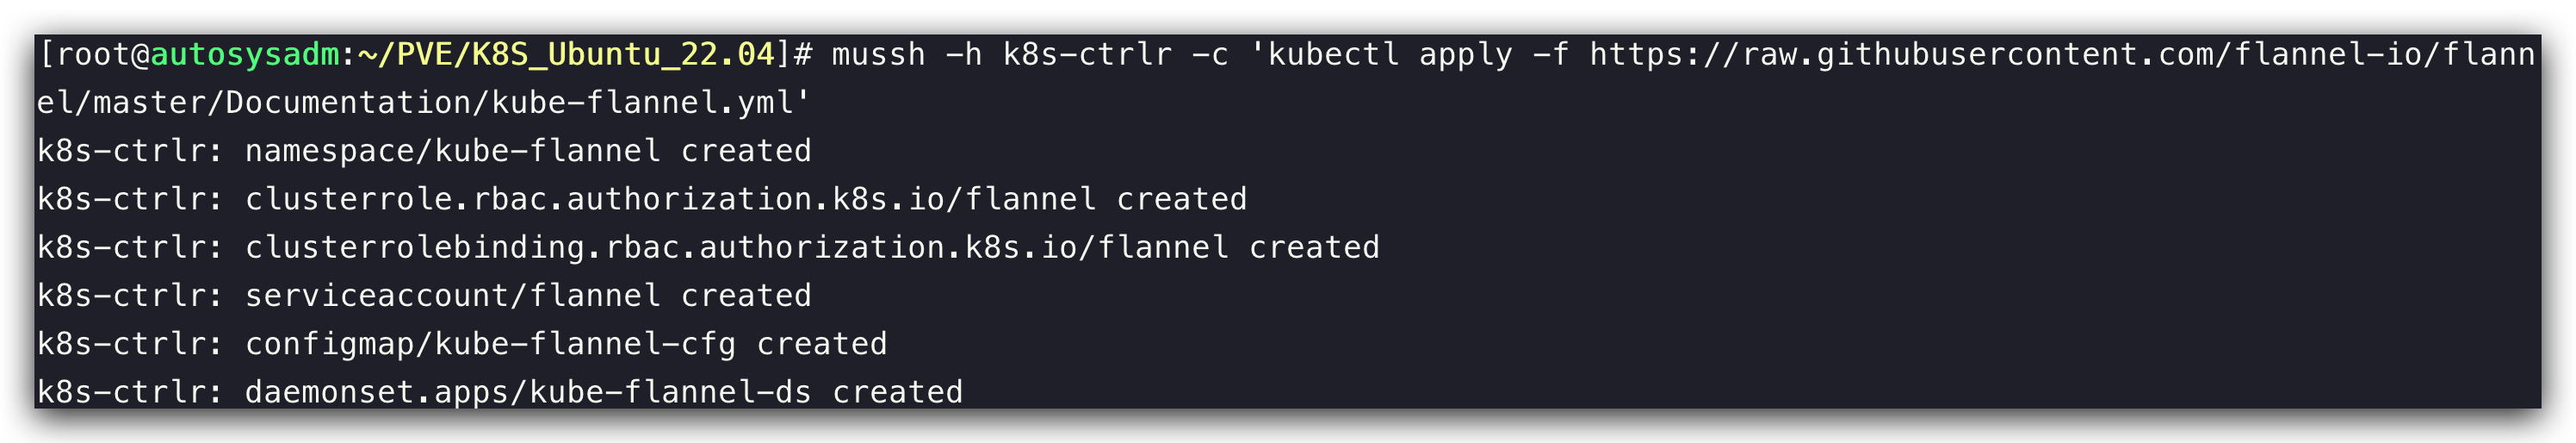 [root@autosysadm:~/PVE/K8S_Ubuntu_22.04]# mussh -h k8s-ctrlr -c 'kubectl apply -f https://raw.githubusercontent.com/flannel-io/flann
el/master/Documentation/kube-flannel.yml'
k8s-ctrlr: namespace/kube-flannel created
k8s-ctrlr: clusterrole.rbac.authorization.k8s.io/flannel created
k8s-ctrlr: clusterrolebinding.rbac.authorization.k8s.io/flannel created
k8s-ctrlr: serviceaccount/flannel created
k8s-ctrlr: configmap/kube-flannel-cfg created
k8s-ctrlr: daemonset.apps/kube-flannel-ds created